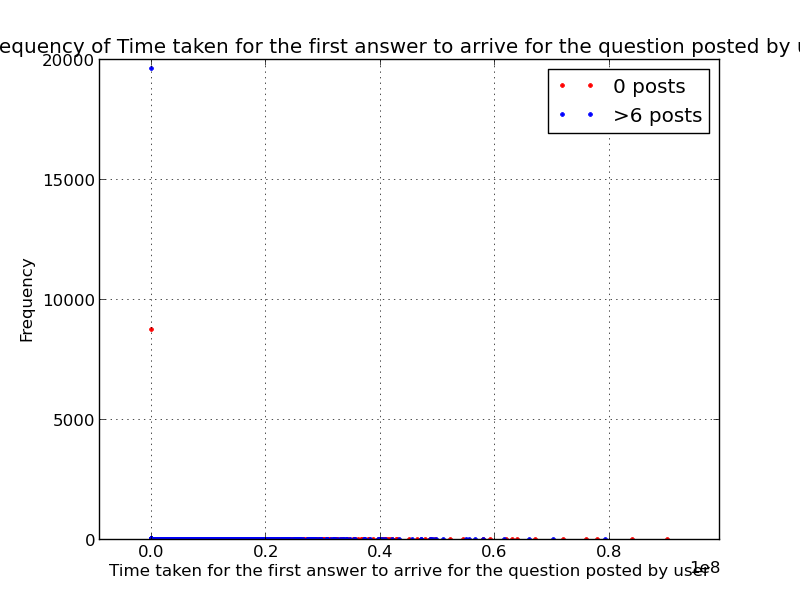 equency of Time taken for the first answer to arrive for the question posted by u
20000
0 posts
>6 posts
15000
10000
5000
0
Frequency
0.0 0.2 0.4 0.6 0.8
1e8
Time taken for the first answer to arrive for the question posted by user